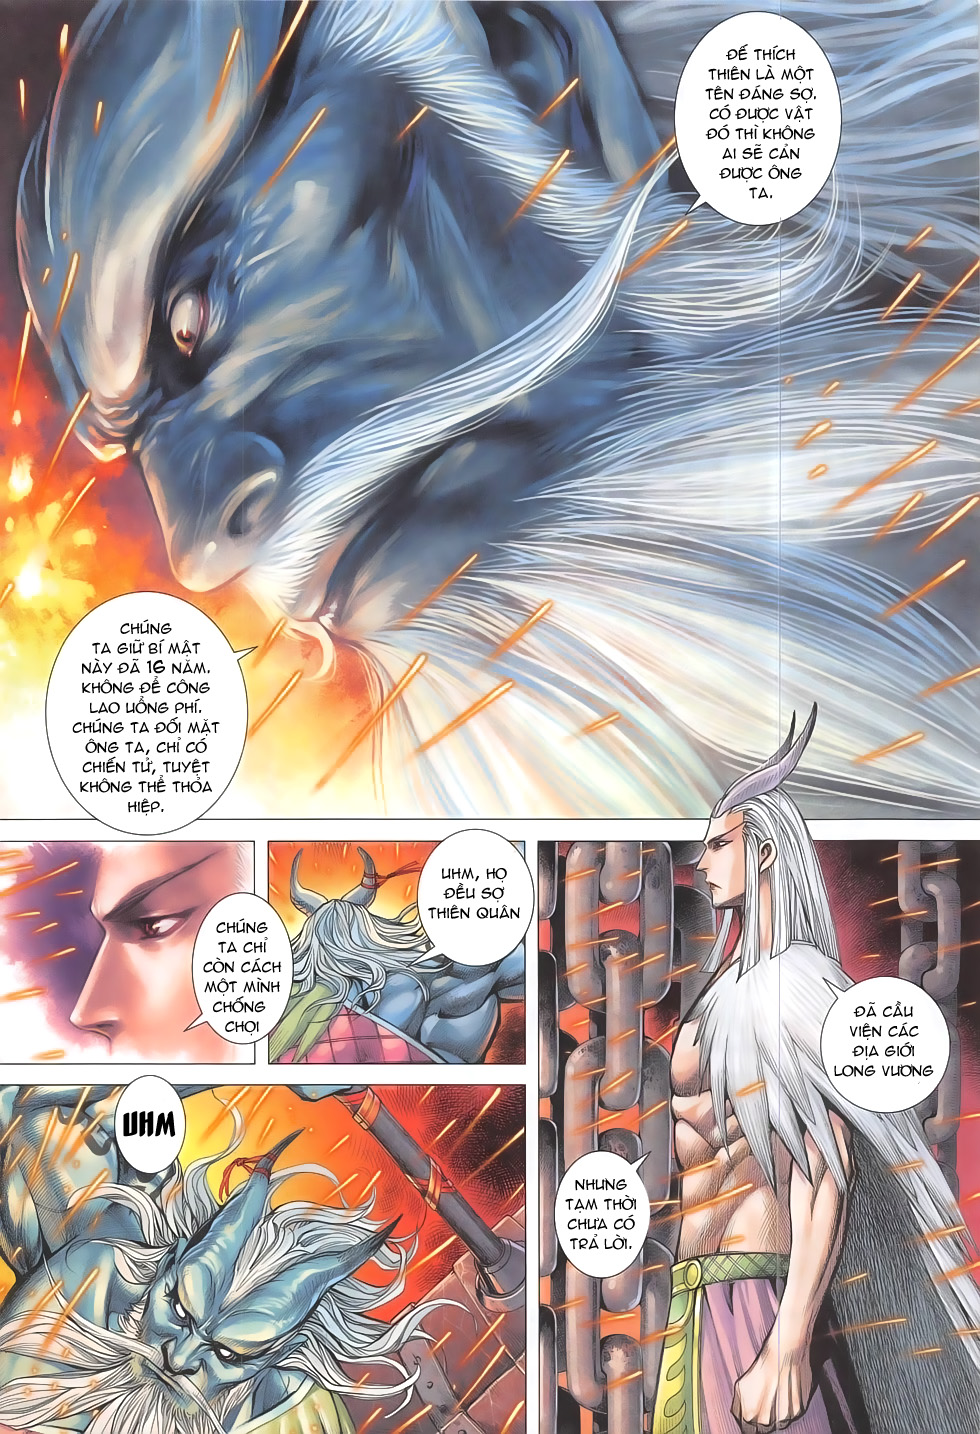 ĐẾ THÍCH
THIÊN LÀ MỘT
TÊN ĐÁNG SỢ.
CÓ ĐƯỢC VẬT
ĐÓ THÌ KHÔNG
AI SẼ CẢN
ĐƯỢC ÔNG
TA.
CHÚNG
TA GIỮ BÍ MẬT
NÀY ĐÃ 16 NĂM.
KHÔNG ĐỂ CÔNG
LAO UỔNG PHÍ.
CHÚNG TA ĐỐI MẶT
ÔNG TA, CHỈ CÓ
CHIẾN TỬ, TUYỆT
KHÔNG THỂ THỎA
HIỆP.
CHÚNG
TA CHỈ
CÒN CÁCH
MỘT MÌNH
CHỐNG
CHỌI
UHM, HỌ
ĐỀU SỢ
THIÊN QUÂN
ĐÃ CẦU
VIỆN CÁC
ĐỊA GIỚI
LONG VƯƠNG
NHƯNG
TẠM THỜI
CHƯA CÓ
TRẢ LỜI.
UHM